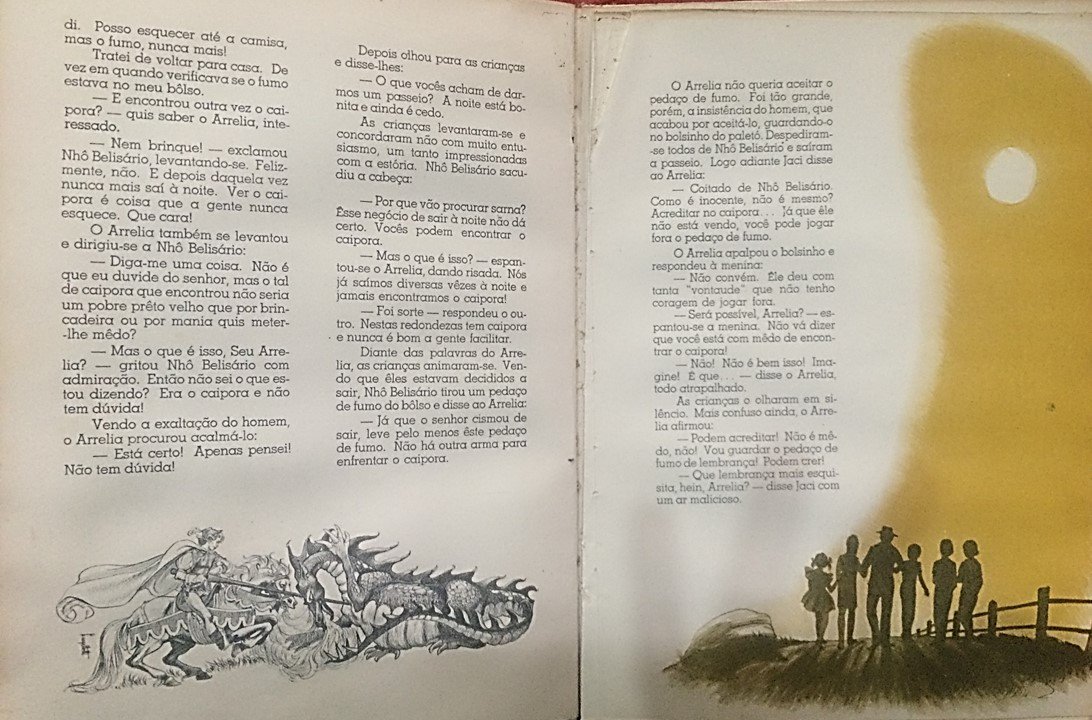 di. Posso esquecer até a camisa,
mas o fumo, nunca mais!
Tratei de voltar para casa. De
vez em quando verificava se o fumo
estava no meu bôlso.
— E encontrou outra vez o cai-
pora? — quis saber o Arrelia, inte-
ressado.
— Nem brinque! — exclamou
Nhô Belisário, levantando-se. Feliz-
mente, não. E depois daquela vez
nunca mais saí à noite. Ver o cai-
pora é coisa que a gente nunca
esquece. Que cara!
O Arrelia também se levantou
e dirigiu-se a Nhô Belisário:
— Diga-me uma coisa. Não é
que eu duvide do senhor, mas o tal
de caipora que encontrou não seria
um pobre prêto velho que por brin-
cadeira ou por mania quis meter-
-lhe mêdo?
— Mas o que é isso, Seu Arre-
lia? — gritou Nhô Belisário com
admiração. Então não sei o que es-
tou dizendo? Era o caipora e não
tem dúvida!
Vendo a exaltação do homem,
o Arrelia procurou acalmá-lo:
— Está certo! Apenas pensei!
Não tem dúvida!
Depois olhou para as crianças
e disse-lhes:
— O que vocês acham de dar-
mos um passeio? A noite está bo-
nita e ainda é cedo.
As crianças levantaram-se e
concordaram não com muito entu-
siasmo, um tanto impressionadas
com a estória. Nhô Belisário sacu-
diu a cabeça:
— Por que vão procurar sarna?
Êsse negócio de sair à noite não dá
certo. Vocês podem encontrar o
caipora.
— Mas o que é isso? — espan-
tou-se o Arrelia, dando risada. Nós
já saímos diversas vêzes à noite e
jamais encontramos o caipora!
— Foi sorte — respondeu o ou-
tro. Nestas redondezas tem caipora
e nunca é bom a gente facilitar.
Diante das palavras do Arre-
lia, as crianças animaram-se. Ven-
do que êles estavam decididos a
sair, Nhô Belisário tirou um pedaço
de fumo do bôlso e disse ao Arrelia:
— Já que o senhor cismou de
sair, leve pelo menos êste pedaço
de fumo. Não há outra arma para
enfrentar o caipora.
O Arrelia não queria aceitar o
pedaço de fumo. Foi tão grande,
porém, a insistência do homem, que
acabou por aceitá-lo, guardando-o
no bolsinho do paletó. Despediram-
-se todos de Nhô Belisário e saíram
a passeio. Logo adiante Jaci disse
ao Arrelia:
— Coitado de Nhô Belisário.
Como é inocente, não é mesmo?
Acreditar no caipora... Já que êle
não está vendo, você pode jogar
fora o pedaço de fumo.
O Arrelia apalpou o bolsinho e
respondeu à menina:
— Não convém. Êle deu com
tanta "vontaude" que não tenho
coragem de jogar fora.
— Será possível, Arrelia? — es-
pantou-se a menina. Não vá dizer
que você está com mêdo de encon-
trar o caipora!
— Não! Não é bem isso! Ima-
gine! É que... — disse o Arrelia,
todo atrapalhado.
As crianças o olharam em si-
lêncio. Mais confuso ainda, o Arre-
lia afirmou:
— Podem acreditar! Não é mê-
do, não! Vou guardar o pedaço de
fumo de lembrança! Podem crer!
— Que lembrança mais esqui-
sita, hein, Arrelia? — disse Jaci com
um ar malicioso.